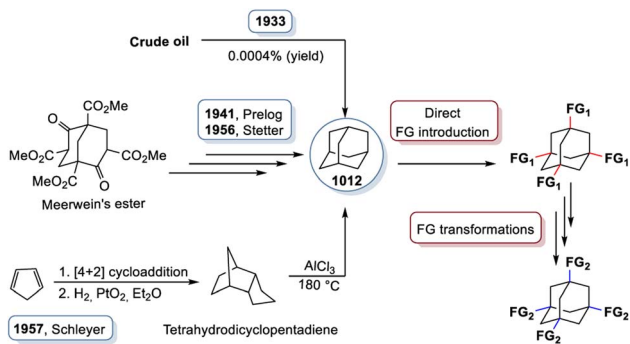 1933
Crude oil
0.0004% (yield)
CO₂Me
O
MeO₂C
CO₂Me
MeO₂C
O
Meerwein's ester
1941, Prelog
1956, Stetter
1012
Direct
FG introduction
FG₁
FG₁
FG₁
FG₁
FG transformations
FG₂
FG₂
FG₂
FG₂
1. [4+2] cycloaddition
2. H₂, PtO₂, Et₂O
AlCl₃
180 °C
1957, Schleyer
Tetrahydrodicyclopentadiene